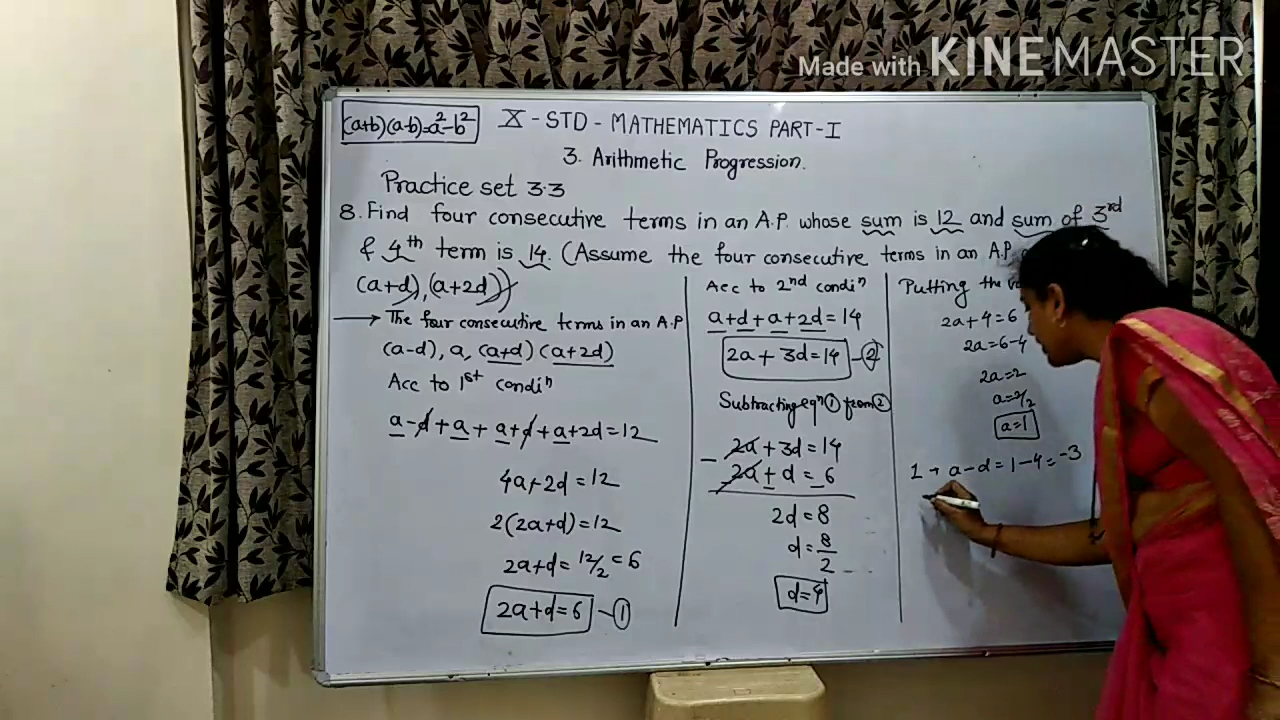 Made with KINEMASTER
(a+b)(a-b)=a²-b²
X - STD - MATHEMATICS PART-I
3. Arithmetic Progression.
Practice set 3.3
8. Find four consecutive terms in an A.P. whose sum is 12 and sum of 3rd
& 4th term is 14. (Assume the four consecutive terms in an A.P
(a+d), (a+2d))
→ The four consecutive terms in an A.P
(a-d), a, (a+d) (a+2d)
Acc to 1st condin
a-d+a+a+d+a+2d=12
4a+2d=12
2(2a+d)=12
2a+d=12/2=6
2a+d=6 -①
Acc to 2nd condin
a+d+a+2d=14
2a+3d=14 -②
Subtracting eqn ① from ②
2a+3d=14
- 2a+d=6
- -
2d=8
d=8/2
d=4
Putting the
2a+4=6
2a=6-4
2a=2
a=2/2
a=1
1 → a-d=1-4=-3